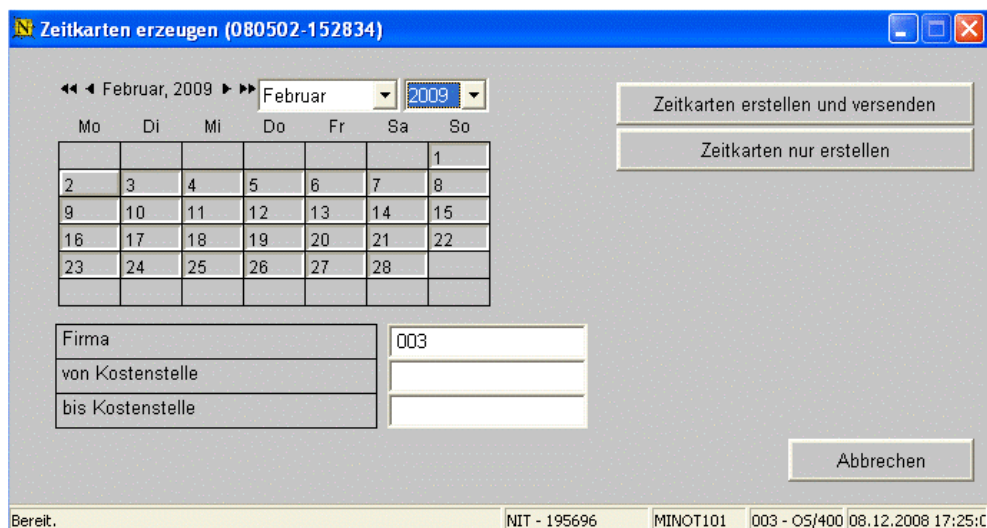 Zeitkarten erzeugen (080502-152834)
Februar, 2009 Februar 2009
Mo Di Mi Do Fr Sa So
1
2 3 4 5 6 7 8
9 10 11 12 13 14 15
16 17 18 19 20 21 22
23 24 25 26 27 28
Zeitkarten erstellen und versenden
Zeitkarten nur erstellen
Firma 003
von Kostenstelle
bis Kostenstelle
Abbrechen
Bereit. NIT - 195696 MINOT101 003 - OS/400 08.12.2008 17:25: